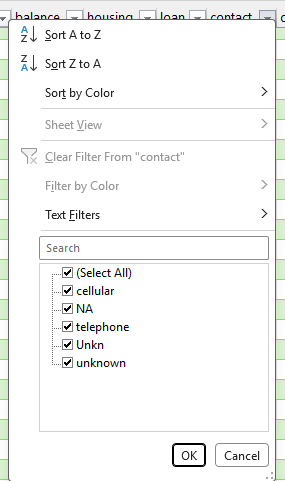 balance housing loan contact
Sort A to Z
Sort Z to A
Sort by Color
Sheet View
Clear Filter From "contact"
Filter by Color
Text Filters
Search
(Select All)
cellular
NA
telephone
Unkn
unknown
OK Cancel